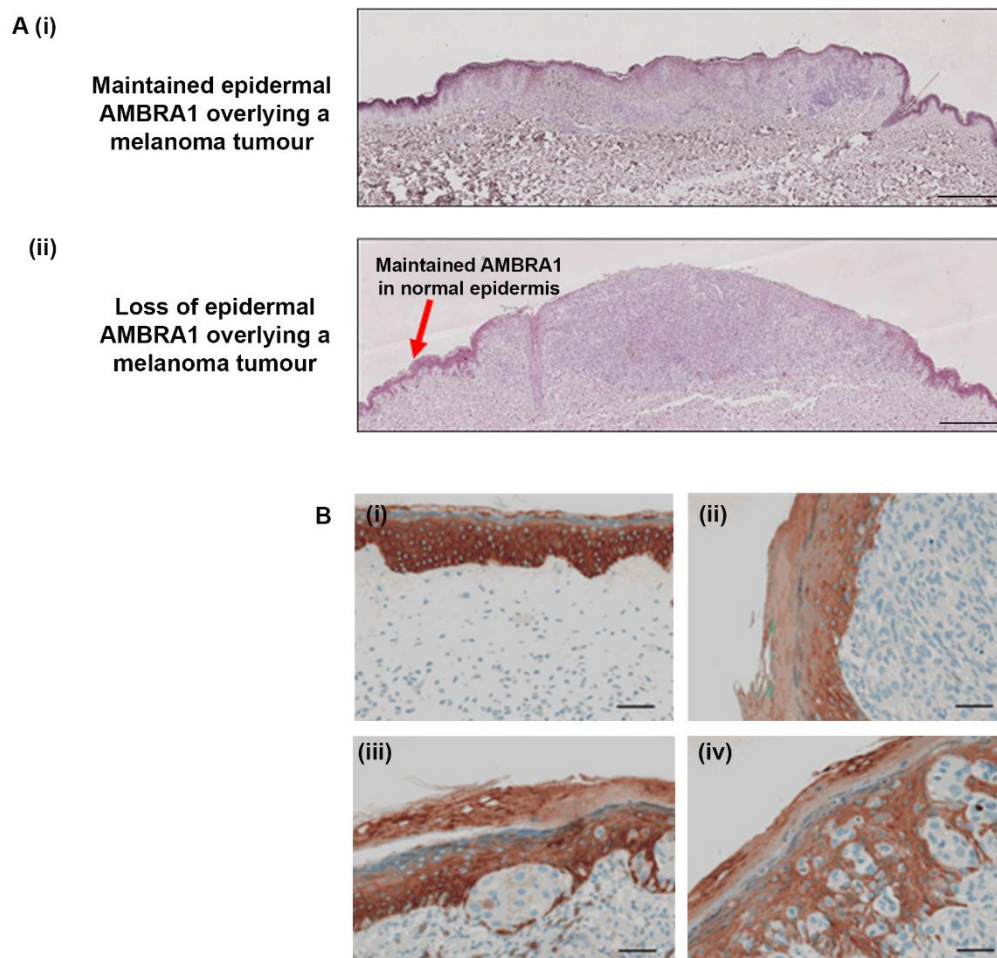 A (i)
Maintained epidermal
AMBRA1 overlying a
melanoma tumour
(ii)
Loss of epidermal
AMBRA1 overlying a
melanoma tumour
Maintained AMBRA1
in normal epidermis
B
(i)
(ii)
(iii)
(iv)